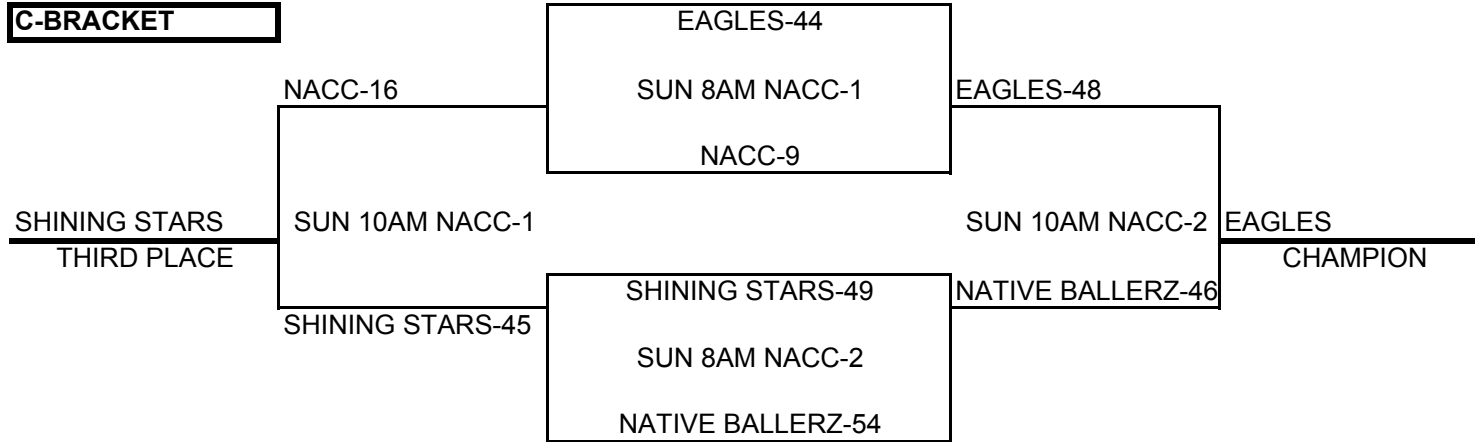 C-BRACKET
EAGLES-44
NACC-16
SUN 8AM NACC-1
EAGLES-48
NACC-9
SHINING STARS
SUN 10AM NACC-1
SUN 10AM NACC-2
EAGLES
THIRD PLACE
CHAMPION
SHINING STARS-49
NATIVE BALLERZ-46
SHINING STARS-45
SUN 8AM NACC-2
NATIVE BALLERZ-54